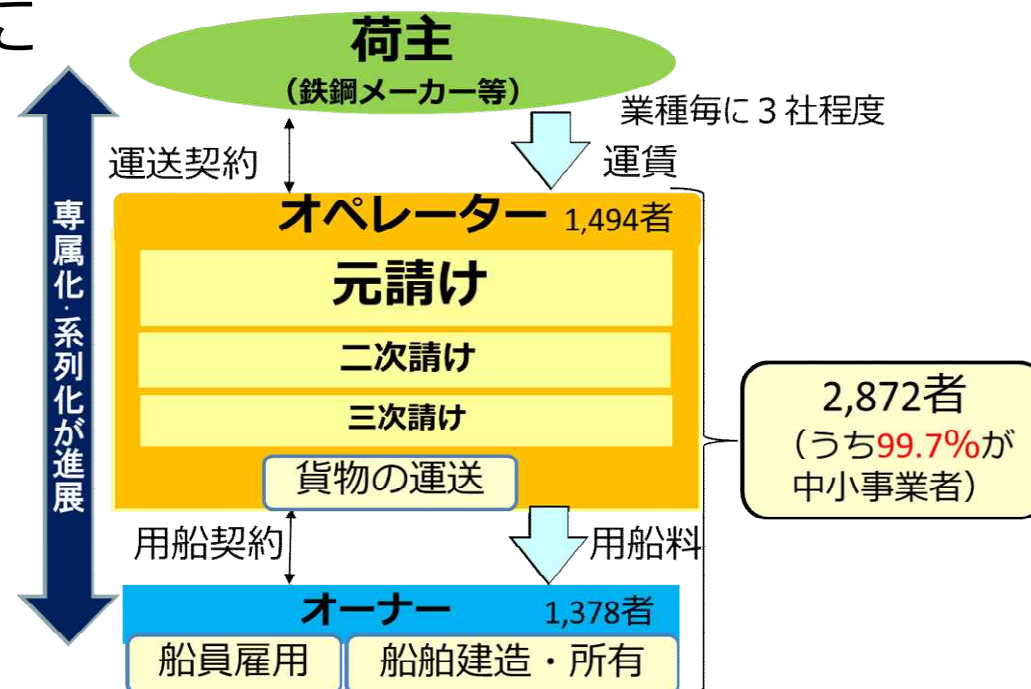 に
荷主
（鉄鋼メーカー等）
業種毎に３社程度
運送契約
運賃
専属化・系列化が進展
オペレーター 1,494者
元請け
二次請け
三次請け
貨物の運送
2,872者
（うち99.7%が
中小事業者）
用船契約
用船料
オーナー 1,378者
船員雇用
船舶建造・所有